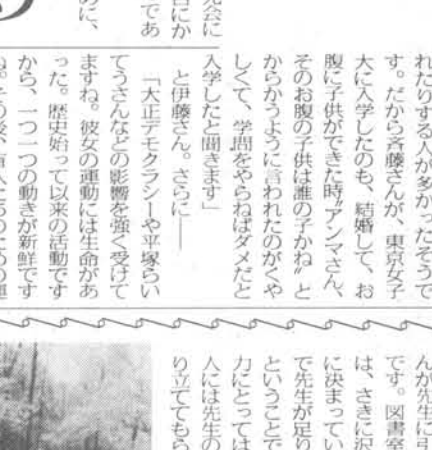 れたりする人が多かったそうで
す。だから斉藤さんが、東京女子
大に入学したのも、結婚して、お
腹に子供ができた時〝アンマさん、
そのお腹の子供は誰の子かね〟と
からかうように言われたのがくや
しくて、学問をやらねばダメだと
入学したと聞きます」
と伊藤さん。さらに――
「大正デモクラシーや平塚らい
てうさんなどの影響を強く受けて
ますね。彼女の運動には生命があ
った。歴史始って以来の活動です
から、一つ一つの動きが新鮮です
会に
にか
であ
めに、
んが先生に引
です。図書室
は、さきに沢
に決まってい
で先生が足り
ということで
力にとっては
人には先生の
り立ててもら